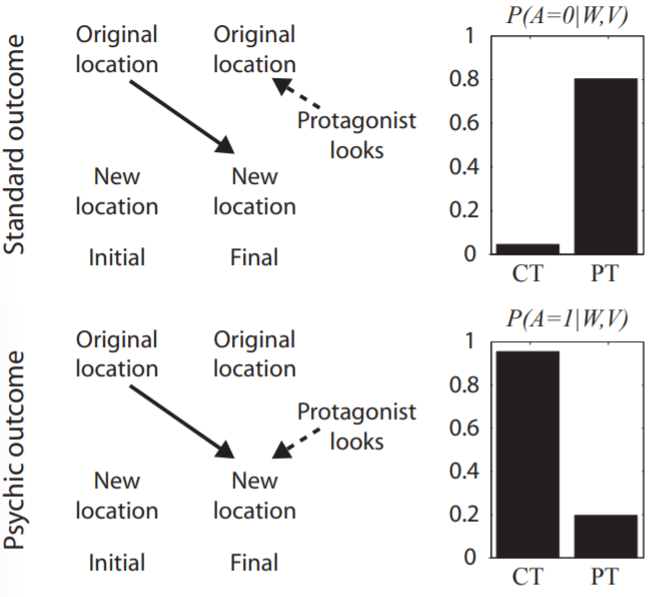 Standard outcome
Original
location
Original
location
Protagonist
looks
New
location
New
location
Initial
Final
P(A=0|W,V)
1
0.8
0.6
0.4
0.2
0
CT
PT
Psychic outcome
Original
location
Original
location
Protagonist
looks
New
location
New
location
Initial
Final
P(A=1|W,V)
1
0.8
0.6
0.4
0.2
0
CT
PT